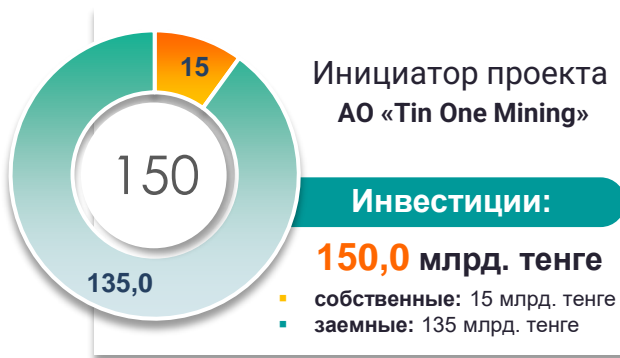 15
150
135,0
Инициатор проекта
АО «Tin One Mining»
Инвестиции:
150,0 млрд. тенге
собственные: 15 млрд. тенге
заемные: 135 млрд. тенге